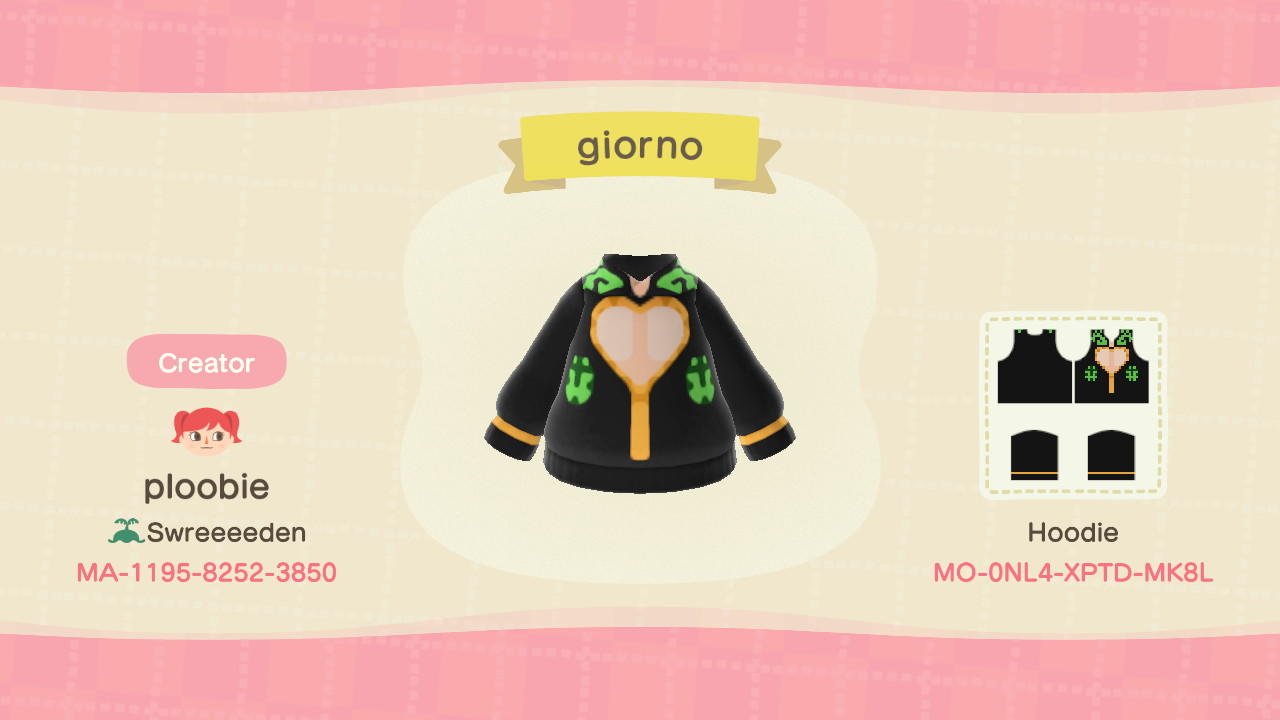 giorno
Creator
ploobie
Swreeeeden
MA-1195-8252-3850
Hoodie
MO-0NL4-XPTD-MK8L